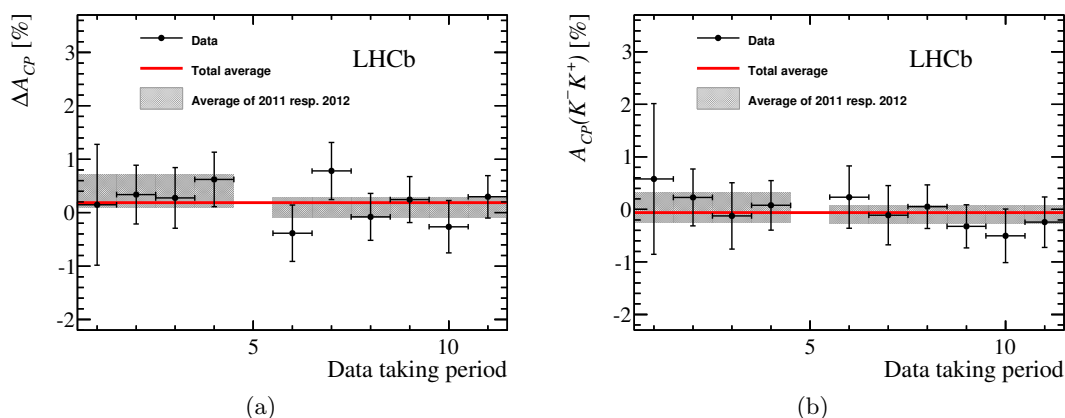 ΔA_CP [%]
3
2
1
0
-1
-2
Data
Total average
Average of 2011 resp. 2012
LHCb
5
10
Data taking period
(a)
A_CP(K⁻K⁺) [%]
3
2
1
0
-1
-2
Data
Total average
Average of 2011 resp. 2012
LHCb
5
10
Data taking period
(b)